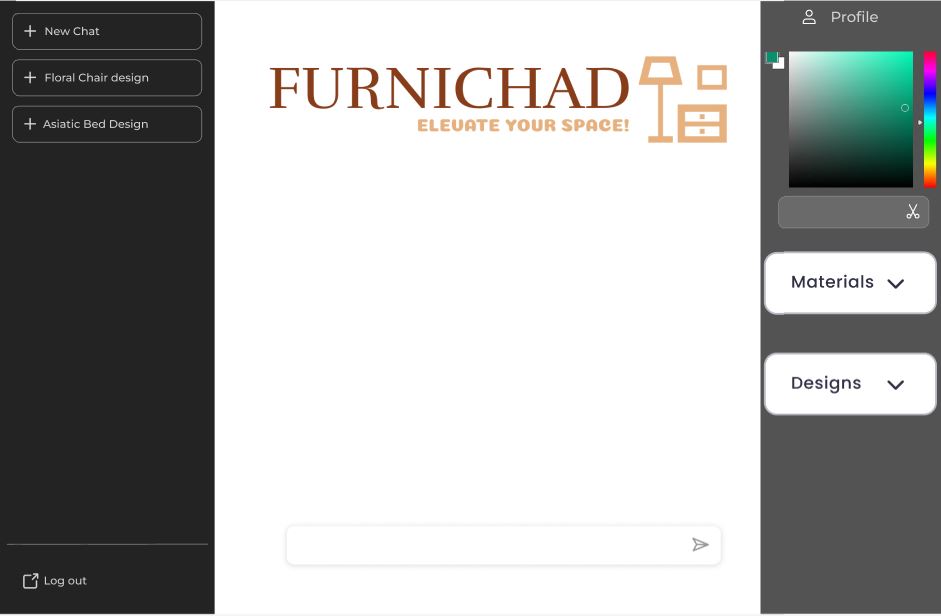 New Chat
Floral Chair design
Asiatic Bed Design
Log out
FURNICHAD
ELEVATE YOUR SPACE!
Profile
Materials
Designs